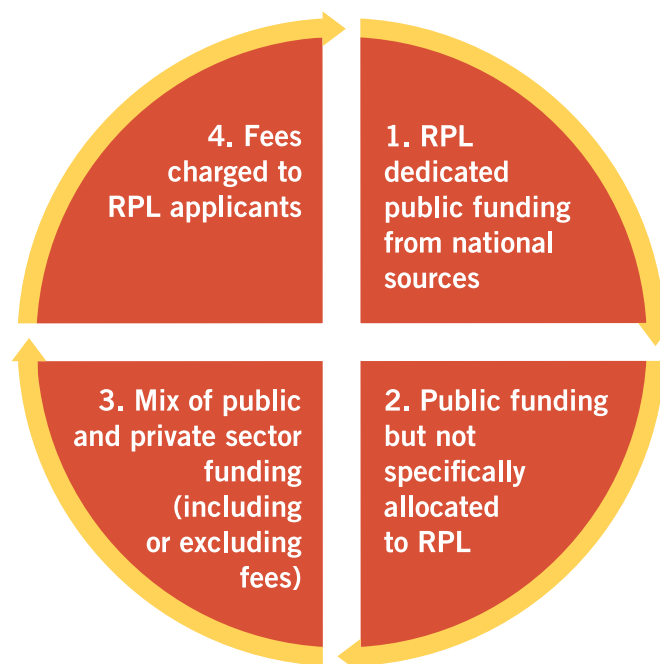 1. RPL
dedicated
public funding
from national
sources
2. Public funding
but not
specifically
allocated
to RPL
3. Mix of public
and private sector
funding
(including
or excluding
fees)
4. Fees
charged to
RPL applicants